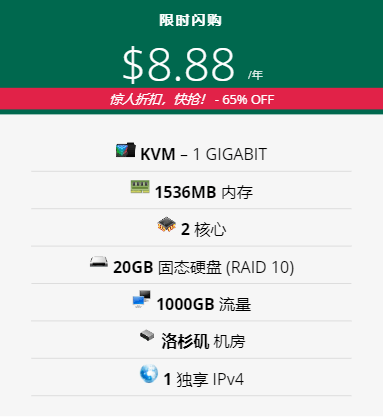 限时闪购
$8.88 /年
惊人折扣，快抢！ - 65% OFF
KVM – 1 GIGABIT
1536MB 内存
2 核心
20GB 固态硬盘 (RAID 10)
1000GB 流量
洛杉矶 机房
1 独享 IPv4